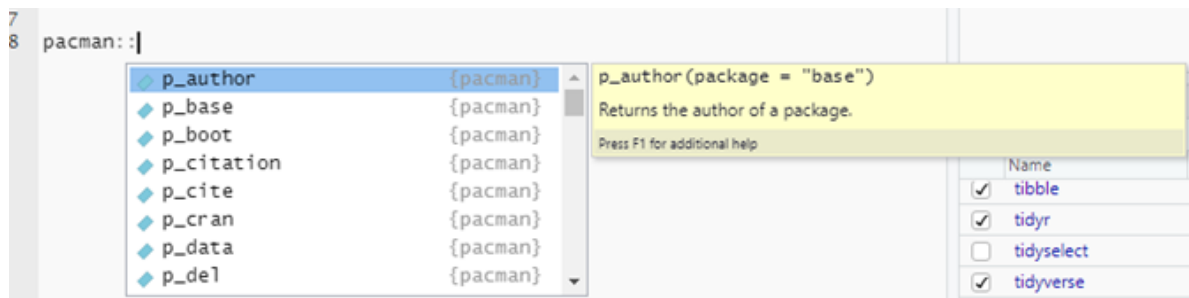 7
8 pacman::
p_author {pacman}
p_base {pacman}
p_boot {pacman}
p_citation {pacman}
p_cite {pacman}
p_cran {pacman}
p_data {pacman}
p_del {pacman}
p_author(package = "base")
Returns the author of a package.
Press F1 for additional help
Name
tibble
tidyr
tidyselect
tidyverse